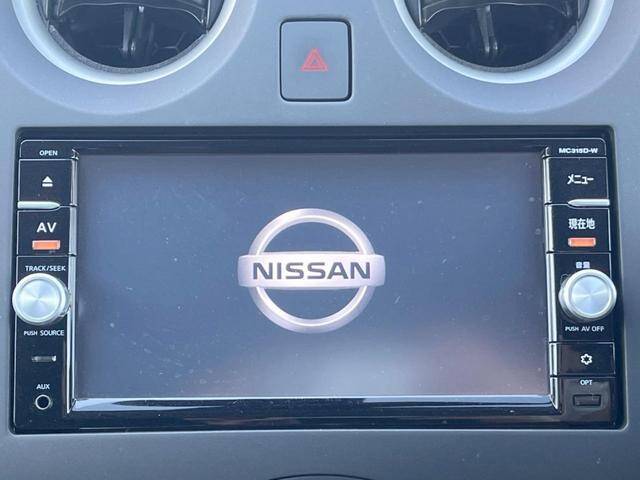 OPEN
MC315D-W
メニュー
AV
現在地
TRACK/SEEK
音量
NISSAN
PUSH SOURCE
PUSH AV OFF
AUX
OPT